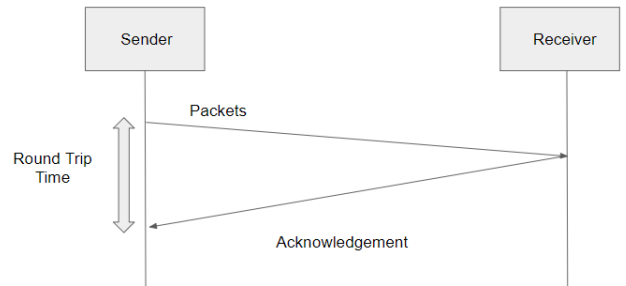 Sender
Receiver
Packets
Round Trip
Time
Acknowledgement